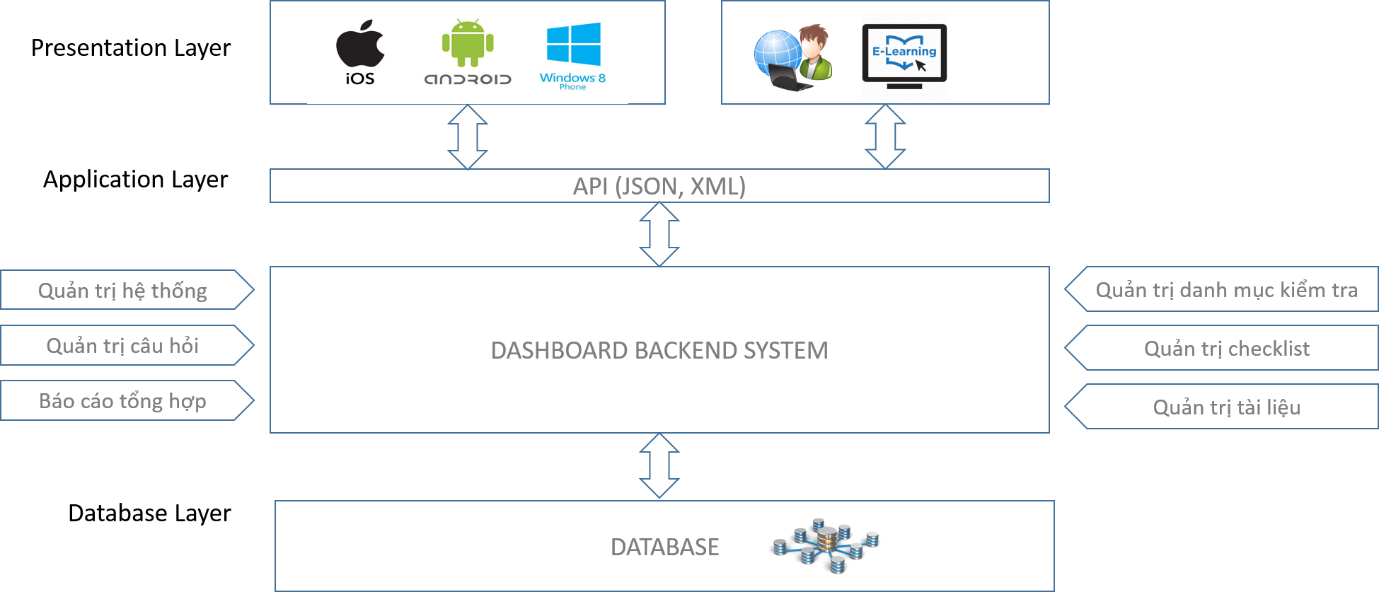 Presentation Layer
iOS
ANDROID
Windows 8
Phone
E-Learning
Application Layer
API (JSON, XML)
Quản trị hệ thống
Quản trị câu hỏi
Báo cáo tổng hợp
DASHBOARD BACKEND SYSTEM
Quản trị danh mục kiểm tra
Quản trị checklist
Quản trị tài liệu
Database Layer
DATABASE